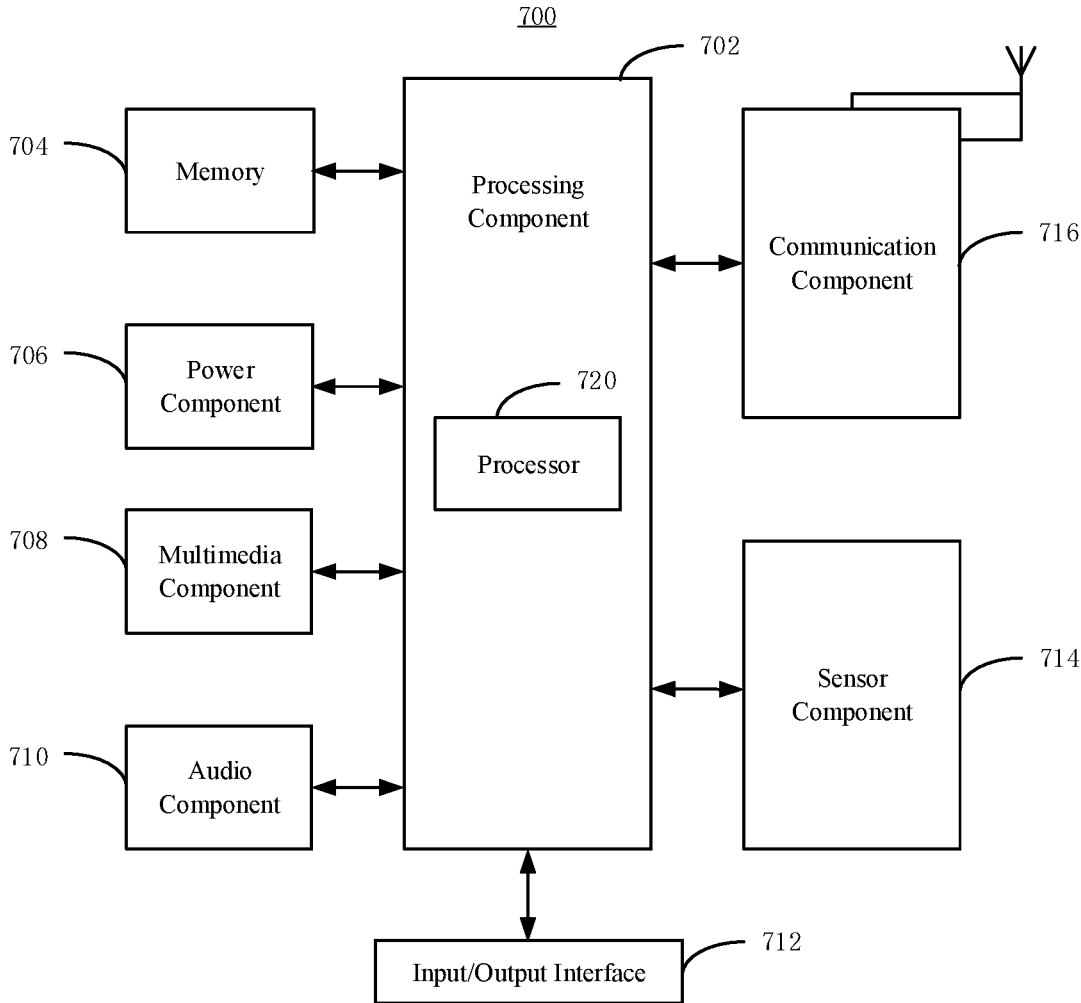 700
702
704
Memory
Processing
Component
Communication
Component
716
706
Power
Component
720
Processor
708
Multimedia
Component
Sensor
Component
714
710
Audio
Component
712
Input/Output Interface